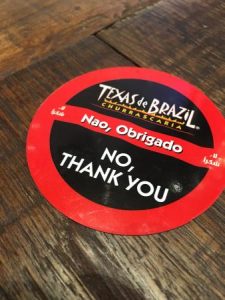 TEXAS de BRAZIL®
CHURRASCARIA
Nao, Obrigado
NO,
THANK YOU